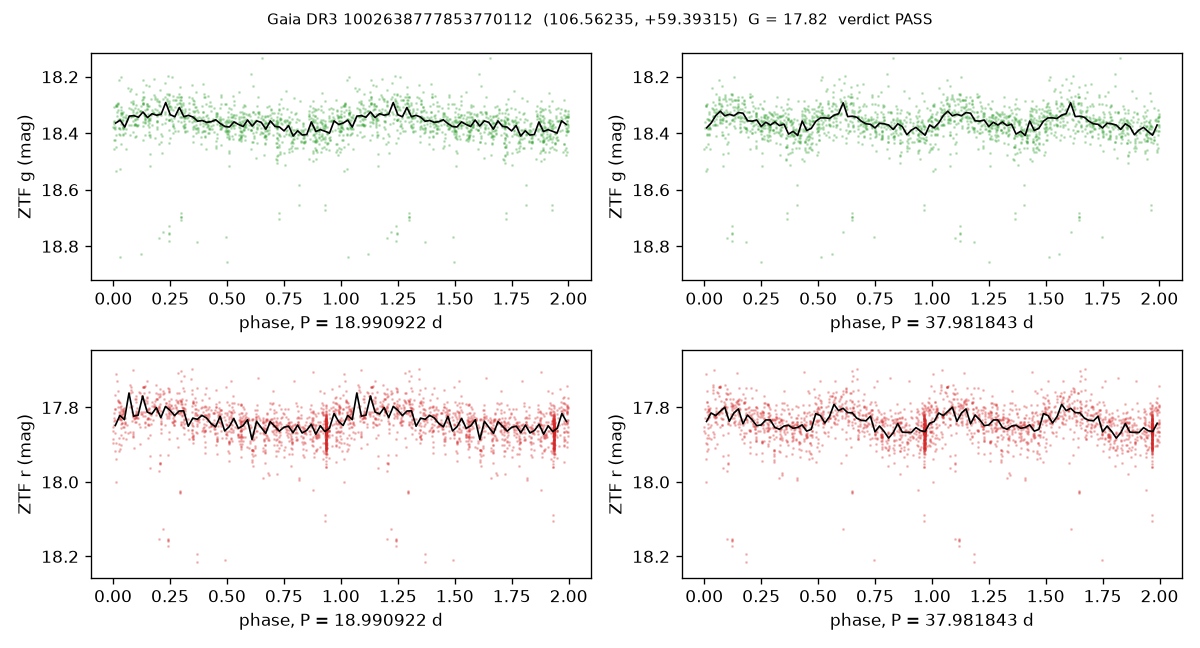 Gaia DR3 1002638777853770112 (106.56235, +59.39315) G = 17.82 verdict PASS
ZTF g (mag)
18.2
18.4
18.6
18.8
0.00 0.25 0.50 0.75 1.00 1.25 1.50 1.75 2.00
phase, P = 18.990922 d
ZTF g (mag)
18.2
18.4
18.6
18.8
0.00 0.25 0.50 0.75 1.00 1.25 1.50 1.75 2.00
phase, P = 37.981843 d
ZTF r (mag)
17.8
18.0
18.2
0.00 0.25 0.50 0.75 1.00 1.25 1.50 1.75 2.00
phase, P = 18.990922 d
ZTF r (mag)
17.8
18.0
18.2
0.00 0.25 0.50 0.75 1.00 1.25 1.50 1.75 2.00
phase, P = 37.981843 d